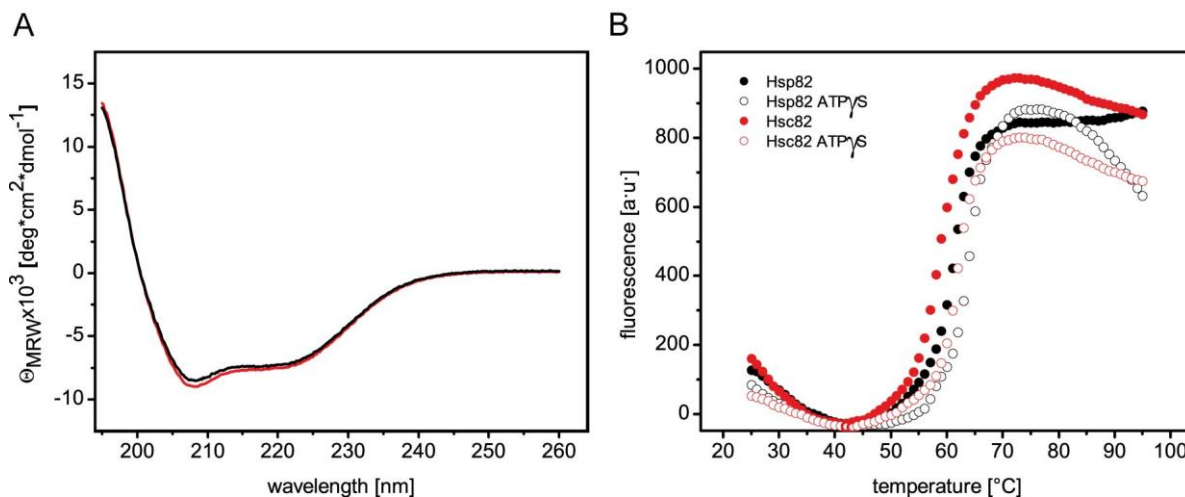 A
15
10
5
0
-5
-10
200
210
220
230
240
250
260
wavelength [nm]
ΘMRWx10³ [deg*cm²*dmol⁻¹]
B
1000
800
600
400
200
0
20
30
40
50
60
70
80
90
100
temperature [°C]
fluorescence [a·u·]
Hsp82
Hsp82 ATPγS
Hsc82
Hsc82 ATPγS